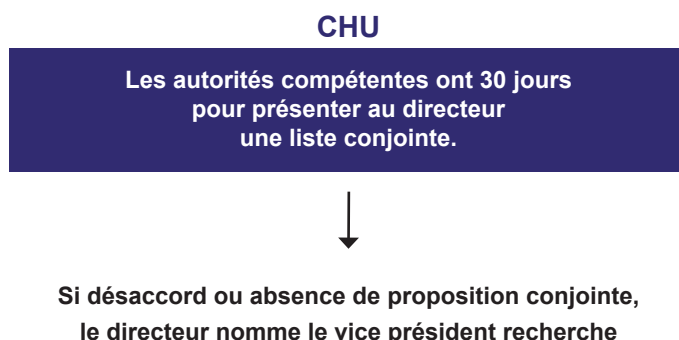 CHU
Les autorités compétentes ont 30 jours
pour présenter au directeur
une liste conjointe.
Si désaccord ou absence de proposition conjointe,
le directeur nomme le vice président recherche